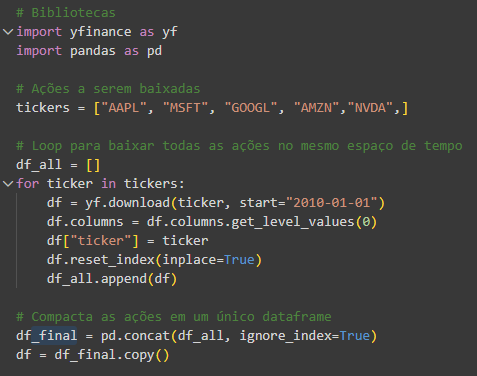 # Bibliotecas
import yfinance as yf
import pandas as pd
# Ações a serem baixadas
tickers = ["AAPL", "MSFT", "GOOGL", "AMZN","NVDA",]
# Loop para baixar todas as ações no mesmo espaço de tempo
df_all = []
for ticker in tickers:
    df = yf.download(ticker, start="2010-01-01")
    df.columns = df.columns.get_level_values(0)
    df["ticker"] = ticker
    df.reset_index(inplace=True)
    df_all.append(df)
# Compacta as ações em um único dataframe
df_final = pd.concat(df_all, ignore_index=True)
df = df_final.copy()